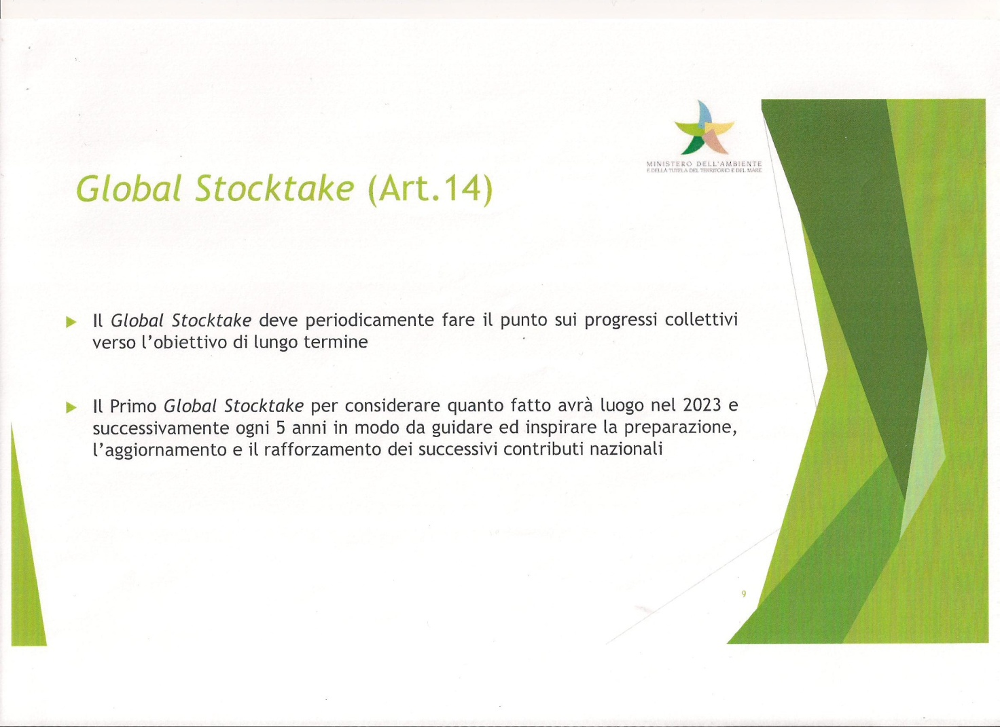 MINISTERO DELL'AMBIENTE
E DELLA TUTELA DEL TERRITORIO E DEL MARE
Global Stocktake (Art.14)
Il Global Stocktake deve periodicamente fare il punto sui progressi collettivi
verso l'obiettivo di lungo termine
Il Primo Global Stocktake per considerare quanto fatto avrà luogo nel 2023 e
successivamente ogni 5 anni in modo da guidare ed inspirare la preparazione,
l'aggiornamento e il rafforzamento dei successivi contributi nazionali
9